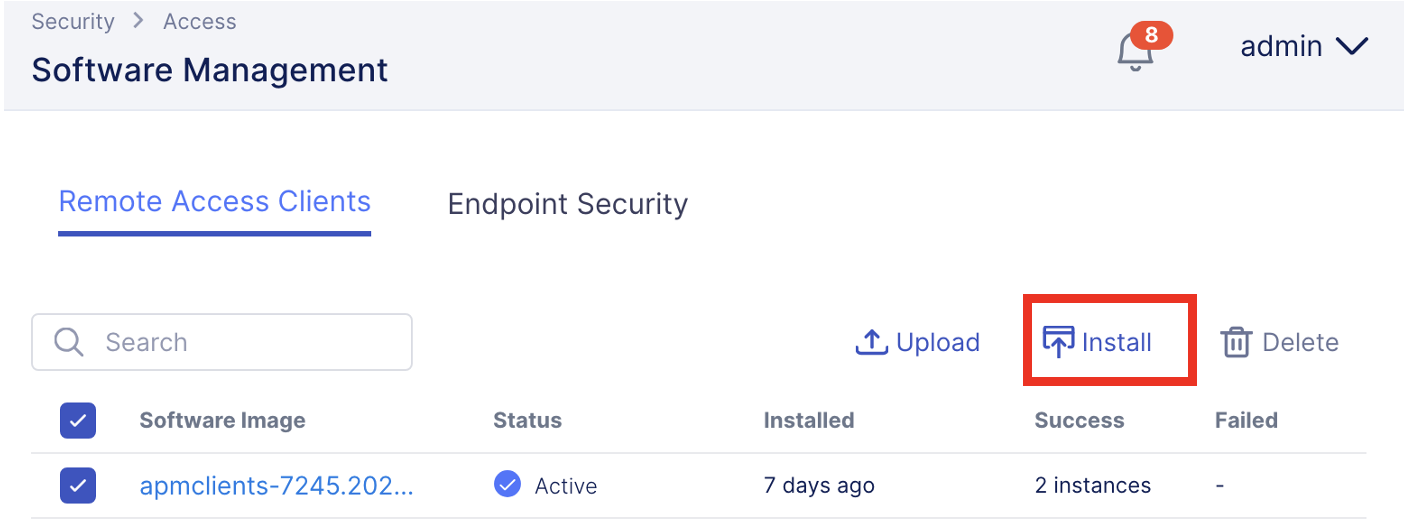 Security > Access
Software Management
8
admin
Remote Access Clients Endpoint Security
Search Upload Install Delete
Software Image Status Installed Success Failed
apmclients-7245.202... Active 7 days ago 2 instances -